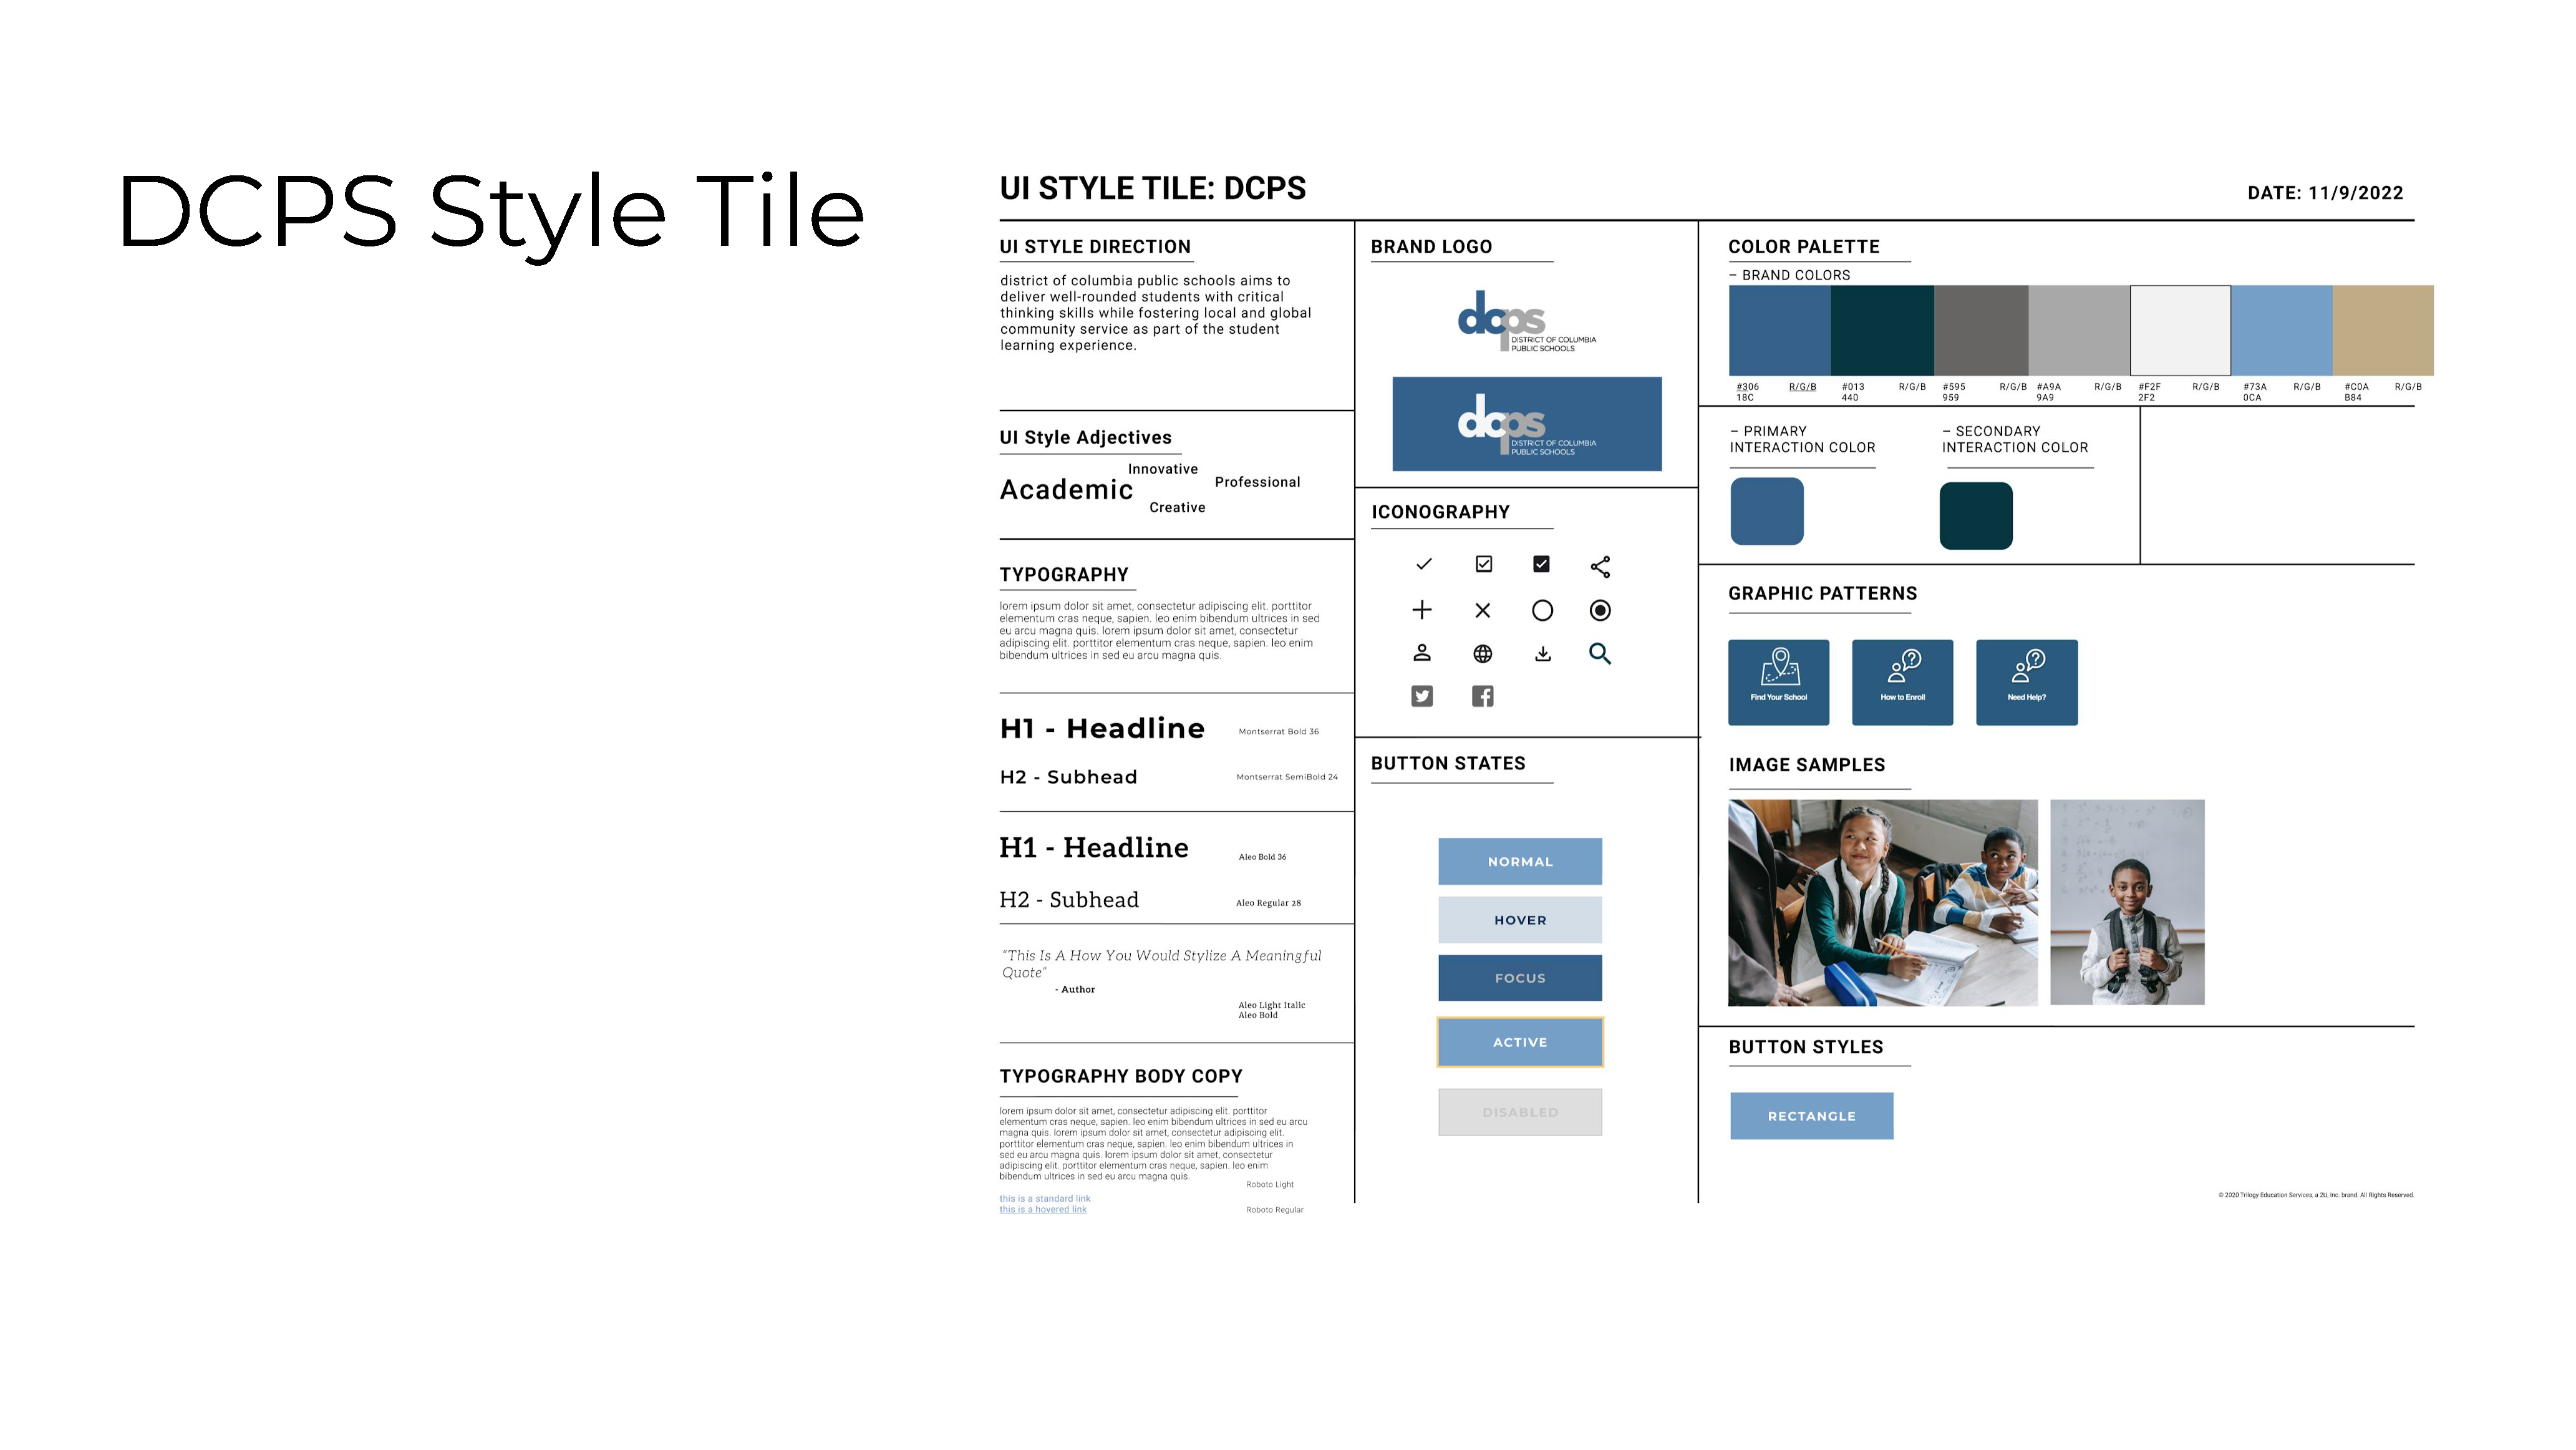 DCPS Style Tile
UI STYLE TILE: DCPS
DATE: 11/9/2022
UI STYLE DIRECTION
district of columbia public schools aims to
deliver well-rounded students with critical
thinking skills while fostering local and global
community service as part of the student
learning experience.
UI Style Adjectives
Innovative
Academic
Professional
Creative
TYPOGRAPHY
lorem ipsum dolor sit amet, consectetur adipiscing elit. porttitor
elementum cras neque, sapien. leo enim bibendum ultrices in sed
eu arcu magna quis. lorem ipsum dolor sit amet, consectetur
adipiscing elit. porttitor elementum cras neque, sapien. leo enim
bibendum ultrices in sed eu arcu magna quis.
H1 - Headline
Montserrat Bold 36
H2 - Subhead
Montserrat SemiBold 24
H1 - Headline
Aleo Bold 36
H2 - Subhead
Aleo Regular 28
"This Is A How You Would Stylize A Meaningful
Quote"
- Author
Aleo Light Italic
Aleo Bold
TYPOGRAPHY BODY COPY
lorem ipsum dolor sit amet, consectetur adipiscing elit. porttitor
elementum cras neque, sapien. leo enim bibendum ultrices in sed eu arcu
magna quis. lorem ipsum dolor sit amet, consectetur adipiscing elit.
porttitor elementum cras neque, sapien. leo enim bibendum ultrices in
sed eu arcu magna quis. lorem ipsum dolor sit amet, consectetur
adipiscing elit. porttitor elementum cras neque, sapien. leo enim
bibendum ultrices in sed eu arcu magna quis.
Roboto Light
this is a standard link
this is a hovered link
Roboto Regular
BRAND LOGO
dcps
DISTRICT OF COLUMBIA
PUBLIC SCHOOLS
dcps
DISTRICT OF COLUMBIA
PUBLIC SCHOOLS
ICONOGRAPHY
BUTTON STATES
NORMAL
HOVER
FOCUS
ACTIVE
DISABLED
COLOR PALETTE
– BRAND COLORS
#306 R/G/B #013 R/G/B #595 R/G/B #A9A R/G/B #F2F R/G/B #73A R/G/B #C0A R/G/B
18C 440 959 9A9 2F2 0CA B84
– PRIMARY
INTERACTION COLOR
– SECONDARY
INTERACTION COLOR
GRAPHIC PATTERNS
Find Your School
How to Enroll
Need Help?
IMAGE SAMPLES
BUTTON STYLES
RECTANGLE
© 2020 Trilogy Education Services, a 2U, Inc. brand. All Rights Reserved.